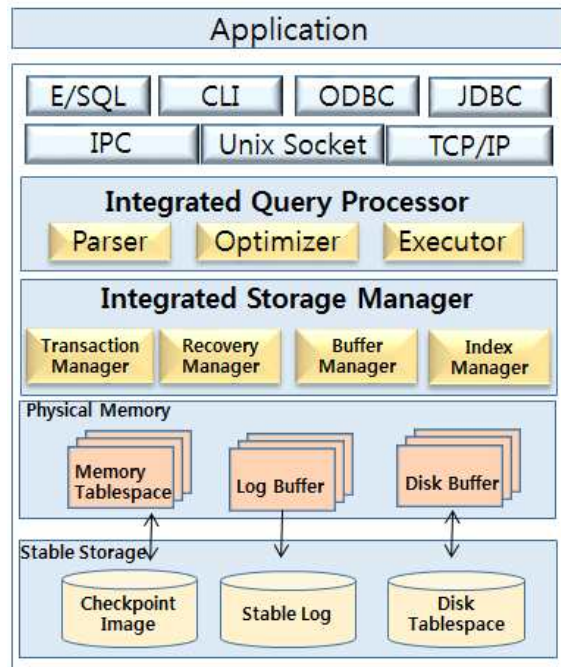 Application
E/SQL
CLI
ODBC
JDBC
IPC
Unix Socket
TCP/IP
Integrated Query Processor
Parser
Optimizer
Executor
Integrated Storage Manager
Transaction
Manager
Recovery
Manager
Buffer
Manager
Index
Manager
Physical Memory
Memory
Tablespace
Log Buffer
Disk Buffer
Stable Storage
Checkpoint
Image
Stable Log
Disk
Tablespace